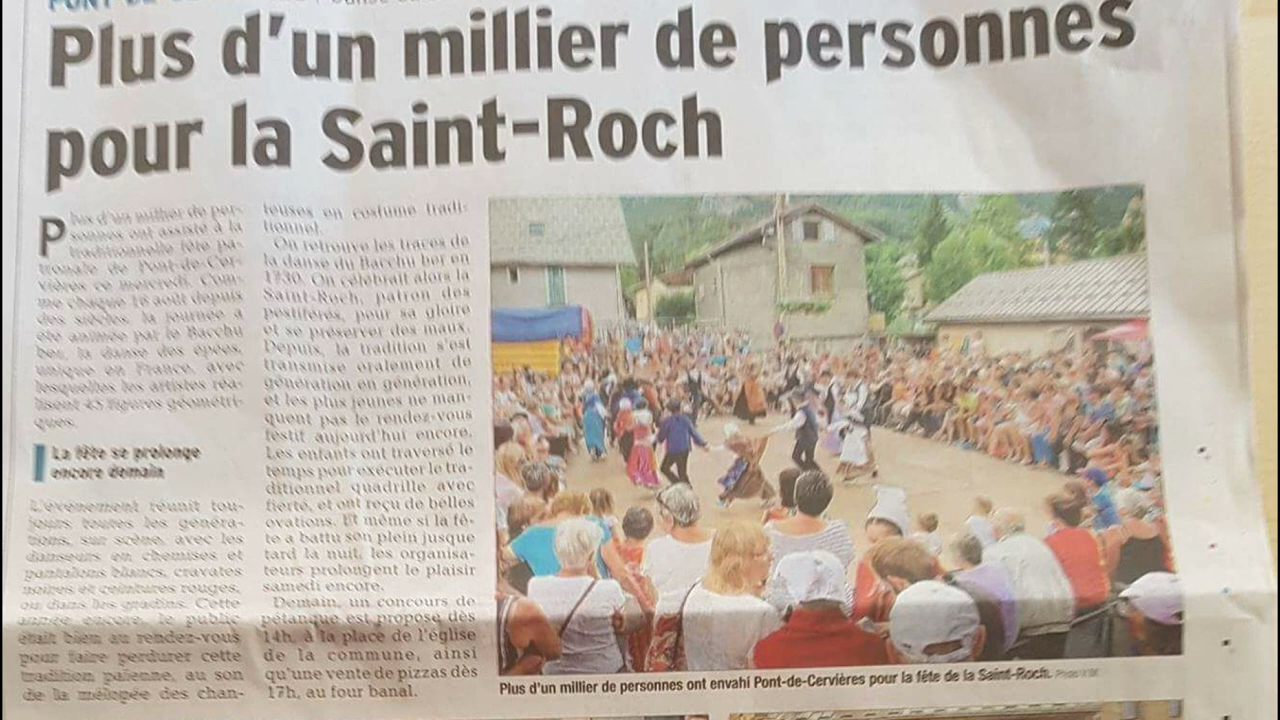 Plus d'un millier de personnes
pour la Saint-Roch
Plus d'un millier de per-
sonnes ont assisté à la
traditionnelle fête pa-
tronale de Pont-de-Cer-
vières ce mercredi. Com-
me chaque 16 août depuis
des siècles, la journée a
été animée par le Bacchu
ber, la danse des épées,
unique en France, avec
lesquelles les artistes réa-
lisent 45 figures géométri-
ques.
La fête se prolonge
encore demain
L'événement réunit tou-
jours toutes les généra-
tions, sur scène, avec les
danseurs en chemises et
pantalons blancs, cravates
noires et ceintures rouges,
ou dans les gradins. Cette
année encore, le public
était bien au rendez-vous
pour faire perdurer cette
tradition païenne, au son
de la mélopée des chan-
teuses en costume tradi-
tionnel.
On retrouve les traces de
la danse du Bacchu ber en
1730. On célébrait alors la
Saint-Roch, patron des
pestiférés, pour sa gloire
et se préserver des maux.
Depuis, la tradition s'est
transmise oralement de
génération en génération,
et les plus jeunes ne man-
quent pas le rendez-vous
festif aujourd'hui encore.
Les enfants ont traversé le
temps pour exécuter le tra-
ditionnel quadrille avec
fierté, et ont reçu de belles
ovations. Et même si la fê-
te a battu son plein jusque
tard la nuit, les organisa-
teurs prolongent le plaisir
samedi encore.
Demain, un concours de
pétanque est proposé dès
14h, à la place de l'église
de la commune, ainsi
qu'une vente de pizzas dès
17h, au four banal.
Plus d'un millier de personnes ont envahi Pont-de-Cervières pour la fête de la Saint-Roch.